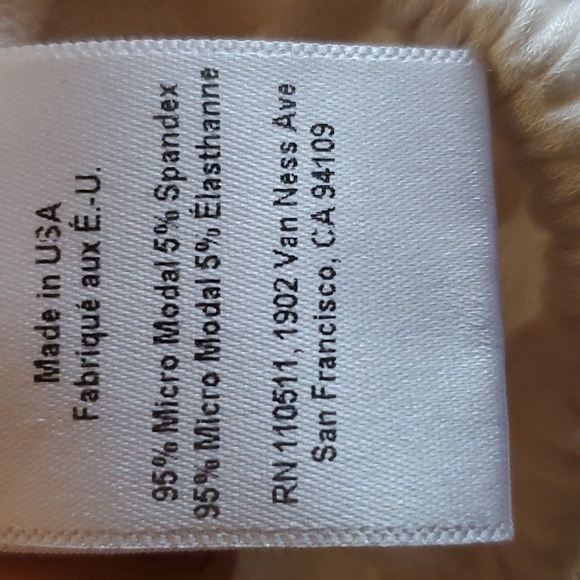 Made in USA
Fabriqué aux É.-U.
95% Micro Modal 5% Spandex
95% Micro Modal 5% Élasthanne
RN 110511, 1902 Van Ness Ave
San Francisco, CA 94109